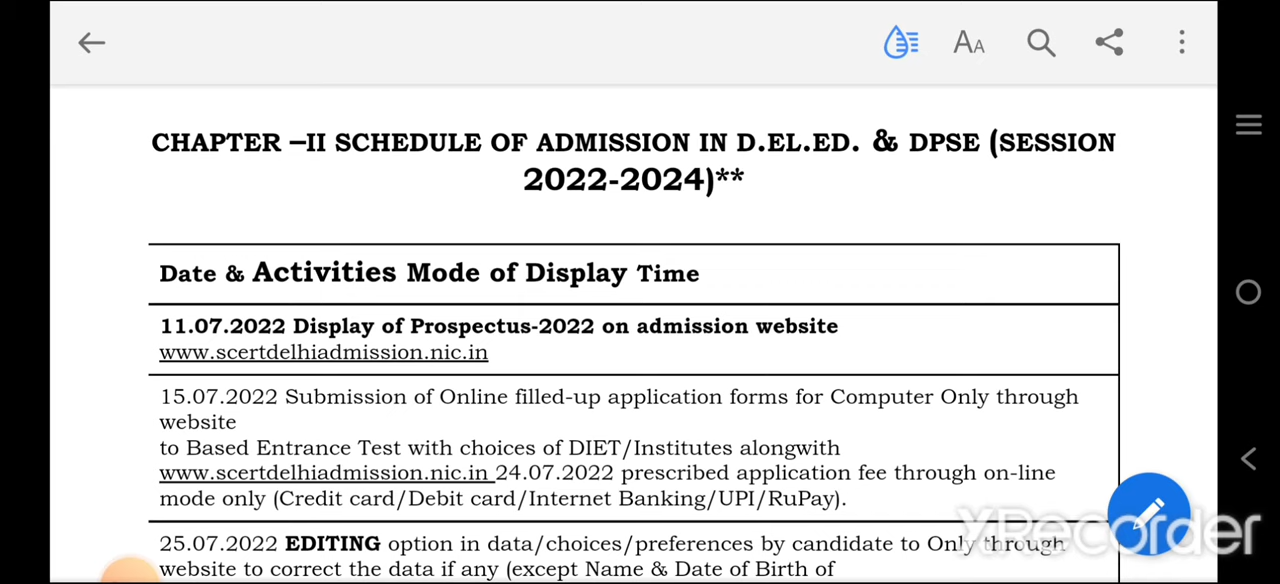 CHAPTER –II SCHEDULE OF ADMISSION IN D.EL.ED. & DPSE (SESSION
2022-2024)**
Date & Activities Mode of Display Time
11.07.2022 Display of Prospectus-2022 on admission website
www.scertdelhiadmission.nic.in
15.07.2022 Submission of Online filled-up application forms for Computer Only through
website
to Based Entrance Test with choices of DIET/Institutes alongwith
www.scertdelhiadmission.nic.in 24.07.2022 prescribed application fee through on-line
mode only (Credit card/Debit card/Internet Banking/UPI/RuPay).
25.07.2022 EDITING option in data/choices/preferences by candidate to Only through
website to correct the data if any (except Name & Date of Birth of
XRecorder